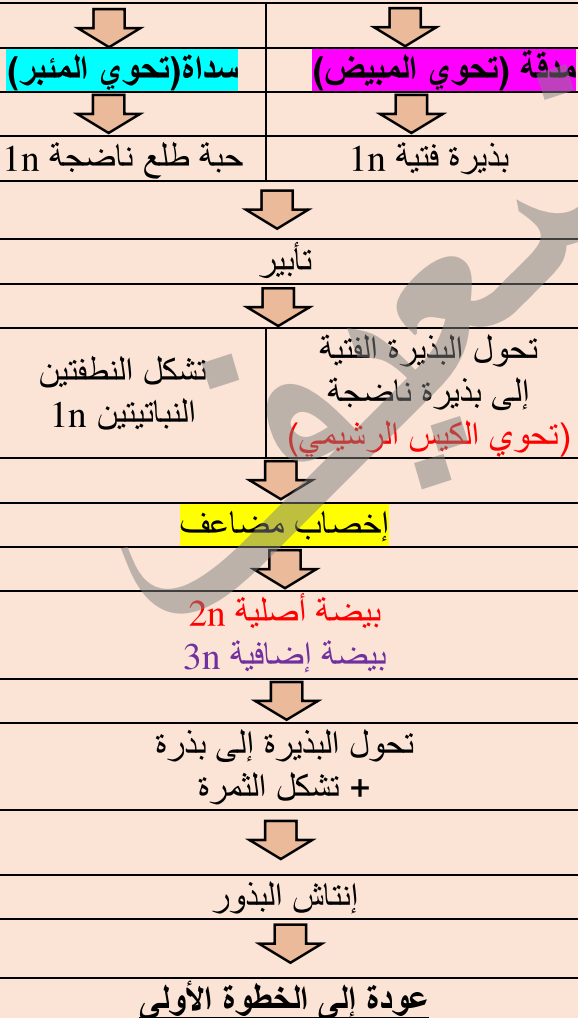 مدقة (تحوي المبيض)
سداة(تحوي المئبر)
بذيرة فتية 1n
حبة طلع ناضجة 1n
تأبير
تحول البذيرة الفتية
إلى بذيرة ناضجة
(تحوي الكيس الرشيمي)
تشكل النطفتين
النباتيتين 1n
إخصاب مضاعف
بيضة أصلية 2n
بيضة إضافية 3n
تحول البذيرة إلى بذرة
+ تشكل الثمرة
إنتاش البذور
عودة إلى الخطوة الأولى